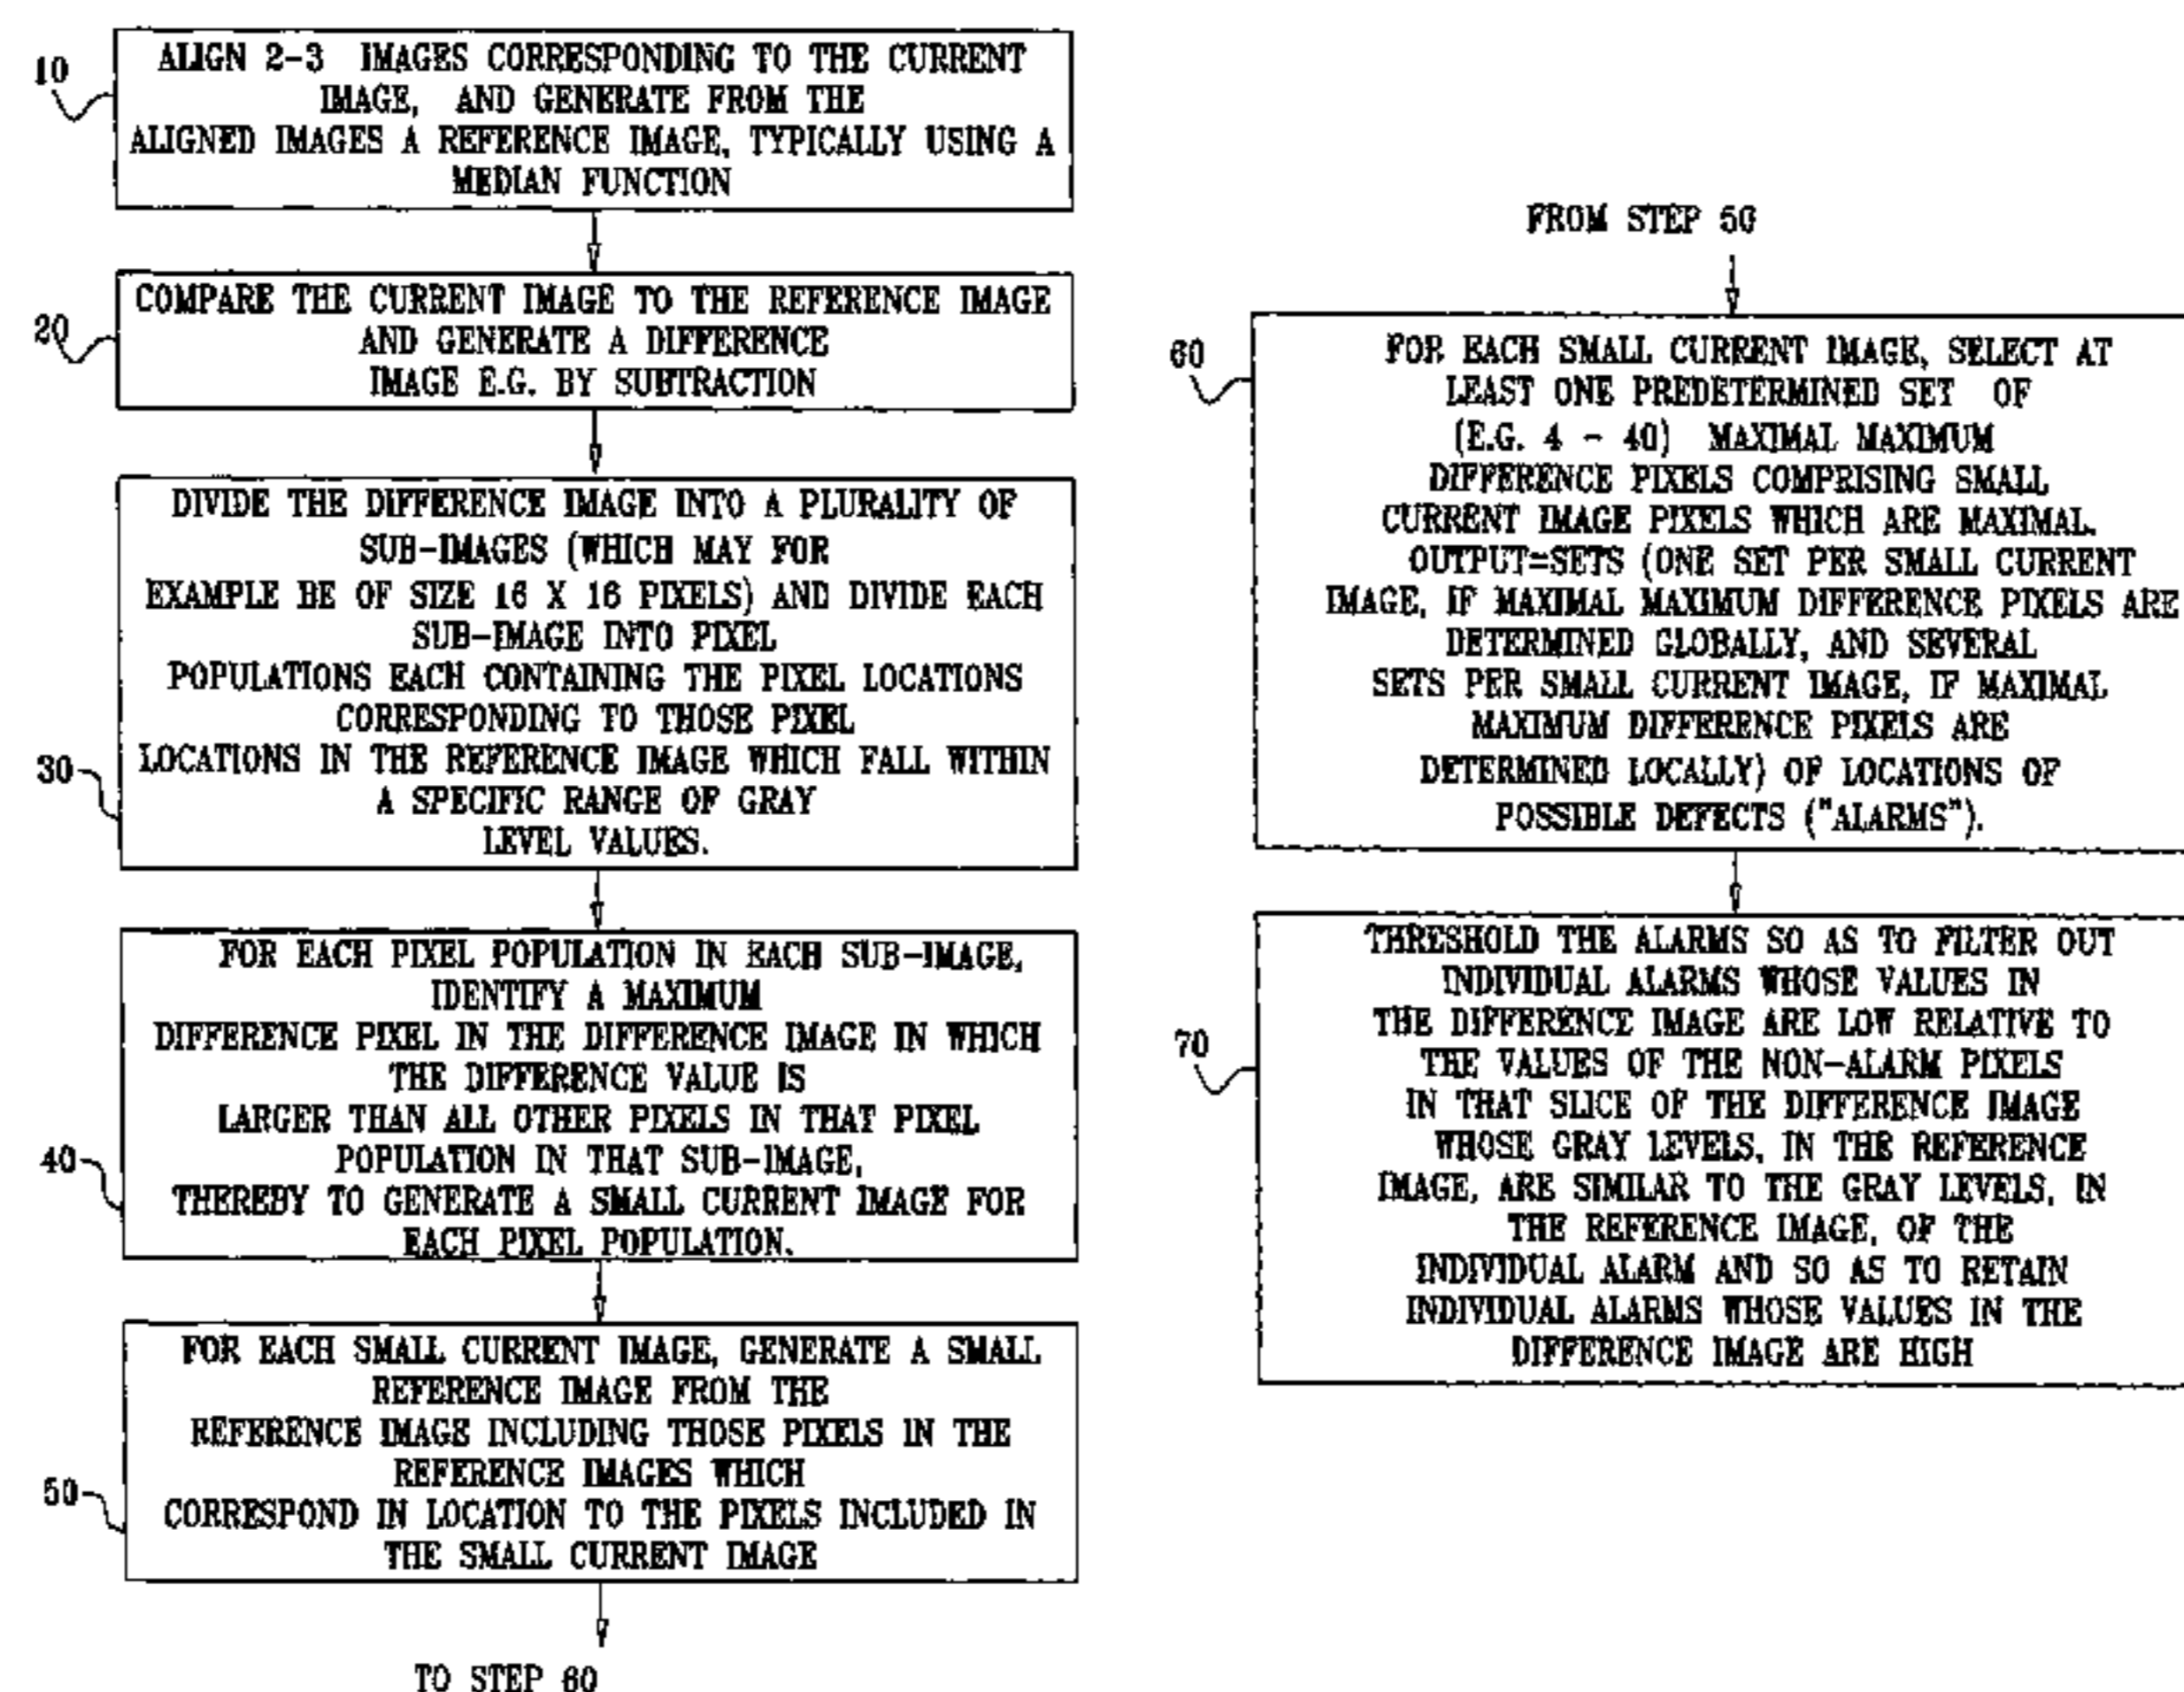 10
ALIGN 2-3 IMAGES CORRESPONDING TO THE CURRENT
IMAGE, AND GENERATE FROM THE
ALIGNED IMAGES A REFERENCE IMAGE, TYPICALLY USING A
MEDIAN FUNCTION
20
COMPARE THE CURRENT IMAGE TO THE REFERENCE IMAGE
AND GENERATE A DIFFERENCE
IMAGE E.G. BY SUBTRACTION
30
DIVIDE THE DIFFERENCE IMAGE INTO A PLURALITY OF
SUB-IMAGES (WHICH MAY FOR
EXAMPLE BE OF SIZE 16 X 16 PIXELS) AND DIVIDE EACH
SUB-IMAGE INTO PIXEL
POPULATIONS EACH CONTAINING THE PIXEL LOCATIONS
CORRESPONDING TO THOSE PIXEL
LOCATIONS IN THE REFERENCE IMAGE WHICH FALL WITHIN
A SPECIFIC RANGE OF GRAY
LEVEL VALUES.
40
FOR EACH PIXEL POPULATION IN EACH SUB-IMAGE,
IDENTIFY A MAXIMUM
DIFFERENCE PIXEL IN THE DIFFERENCE IMAGE IN WHICH
THE DIFFERENCE VALUE IS
LARGER THAN ALL OTHER PIXELS IN THAT PIXEL
POPULATION IN THAT SUB-IMAGE,
THEREBY TO GENERATE A SMALL CURRENT IMAGE FOR
EACH PIXEL POPULATION.
50
FOR EACH SMALL CURRENT IMAGE, GENERATE A SMALL
REFERENCE IMAGE FROM THE
REFERENCE IMAGE INCLUDING THOSE PIXELS IN THE
REFERENCE IMAGES WHICH
CORRESPOND IN LOCATION TO THE PIXELS INCLUDED IN
THE SMALL CURRENT IMAGE
TO STEP 60
FROM STEP 50
60
FOR EACH SMALL CURRENT IMAGE, SELECT AT
LEAST ONE PREDETERMINED SET OF
(E.G. 4 - 40) MAXIMAL MAXIMUM
DIFFERENCE PIXELS COMPRISING SMALL
CURRENT IMAGE PIXELS WHICH ARE MAXIMAL.
OUTPUT=SETS (ONE SET PER SMALL CURRENT
IMAGE, IF MAXIMAL MAXIMUM DIFFERENCE PIXELS ARE
DETERMINED GLOBALLY, AND SEVERAL
SETS PER SMALL CURRENT IMAGE, IF MAXIMAL
MAXIMUM DIFFERENCE PIXELS ARE
DETERMINED LOCALLY) OF LOCATIONS OF
POSSIBLE DEFECTS ("ALARMS").
70
THRESHOLD THE ALARMS SO AS TO FILTER OUT
INDIVIDUAL ALARMS WHOSE VALUES IN
THE DIFFERENCE IMAGE ARE LOW RELATIVE TO
THE VALUES OF THE NON-ALARM PIXELS
IN THAT SLICE OF THE DIFFERENCE IMAGE
WHOSE GRAY LEVELS, IN THE REFERENCE
IMAGE, ARE SIMILAR TO THE GRAY LEVELS, IN
THE REFERENCE IMAGE, OF THE
INDIVIDUAL ALARM AND SO AS TO RETAIN
INDIVIDUAL ALARMS WHOSE VALUES IN THE
DIFFERENCE IMAGE ARE HIGH